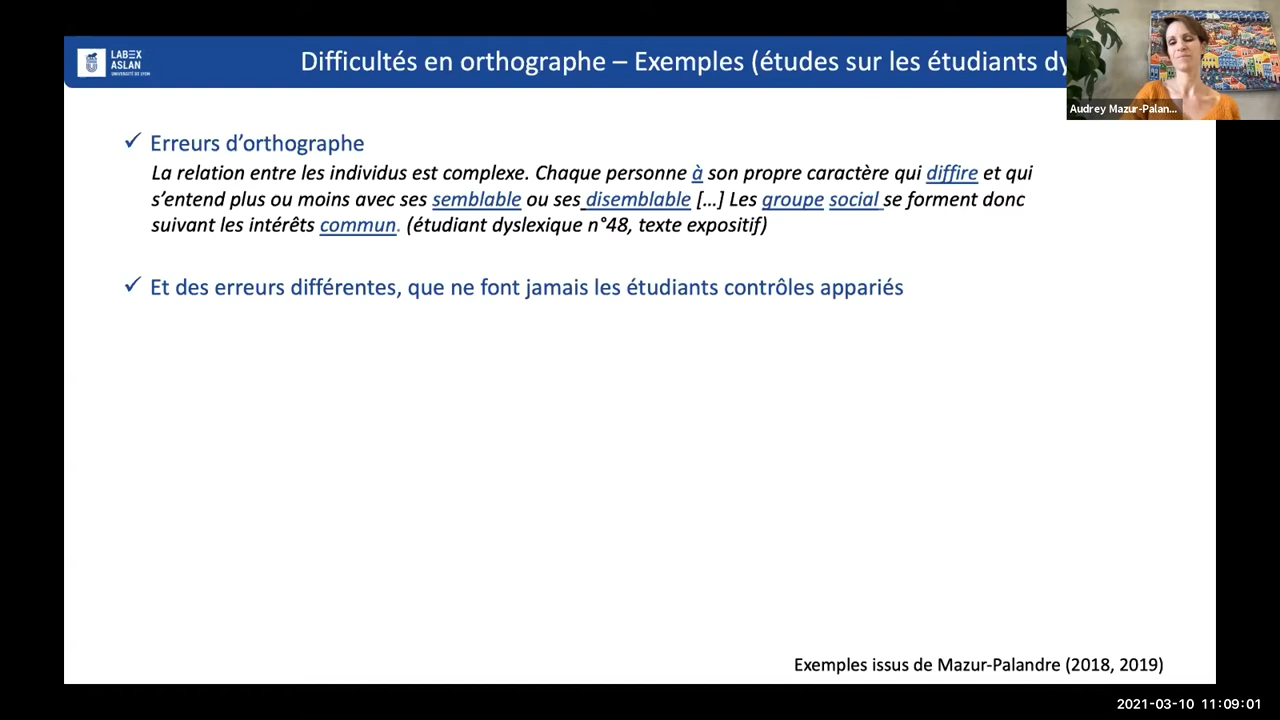 LABEX
ASLAN
UNIVERSITÉ DE LYON
Difficultés en orthographe – Exemples (études sur les étudiants dy
Audrey Mazur-Palan...
✓ Erreurs d’orthographe
La relation entre les individus est complexe. Chaque personne à son propre caractère qui diffire et qui
s’entend plus ou moins avec ses semblable ou ses disemblable […] Les groupe social se forment donc
suivant les intérêts commun. (étudiant dyslexique n°48, texte expositif)
✓ Et des erreurs différentes, que ne font jamais les étudiants contrôles appariés
Exemples issus de Mazur-Palandre (2018, 2019)
2021-03-10 11:09:01